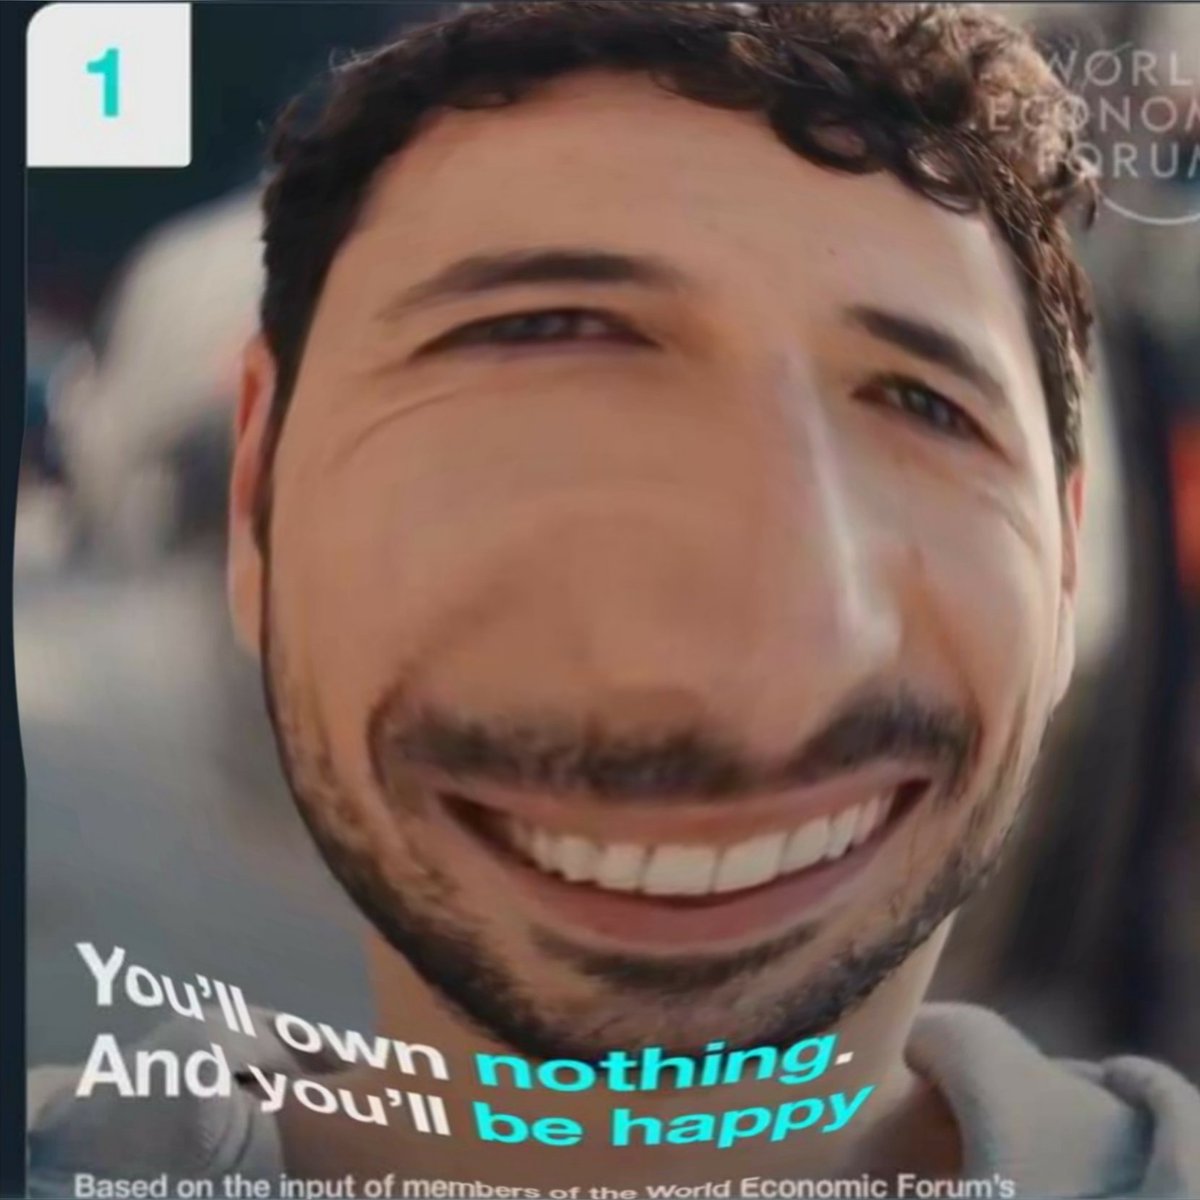 1
WORL
ECONOM
FORUM
You'll own nothing.
And you'll be happy
Based on the input of members of the World Economic Forum's